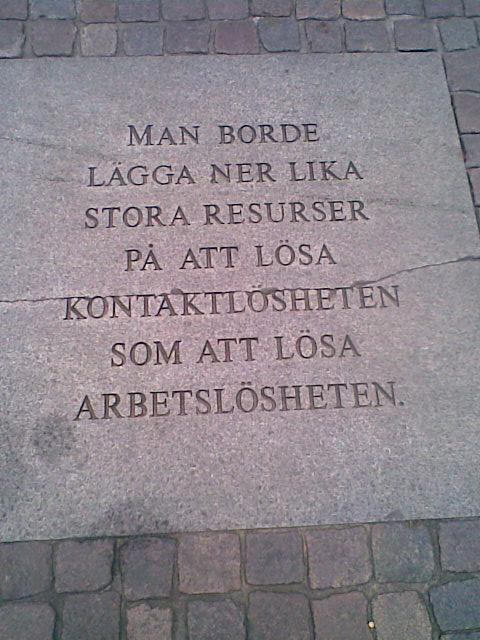 MAN BORDE
LÄGGA NER LIKA
STORA RESURSER
PÅ ATT LÖSA
KONTAKTLÖSHETEN
SOM ATT LÖSA
ARBETSLÖSHETEN.